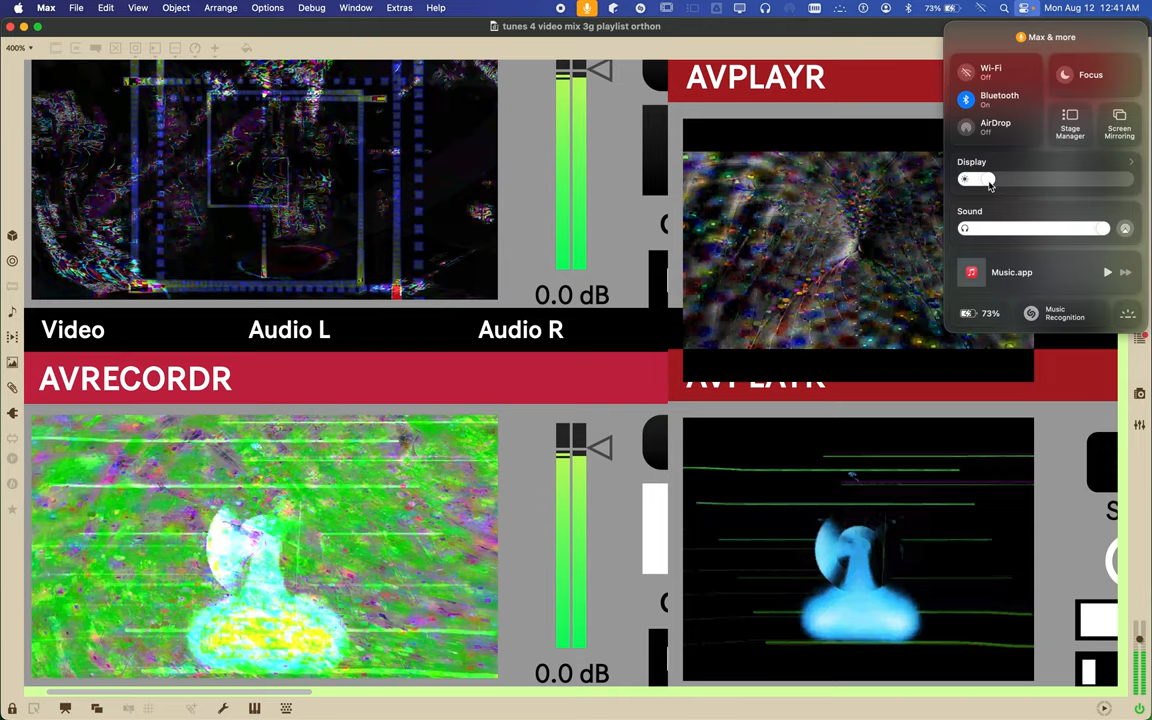 Max File Edit View Object Arrange Options Debug Window Extras Help 73% Mon Aug 12 12:41 AM
tunes 4 video mix 3g playlist orthon
400%
Max & more
Wi-Fi
Off
Focus
Bluetooth
On
AirDrop
Off
Stage
Manager
Screen
Mirroring
Display
Sound
Music.app
73%
Music
Recognition
AVPLAYR
0.0 dB
Video Audio L Audio R
AVRECORDR
AVPLAYR
0.0 dB
S